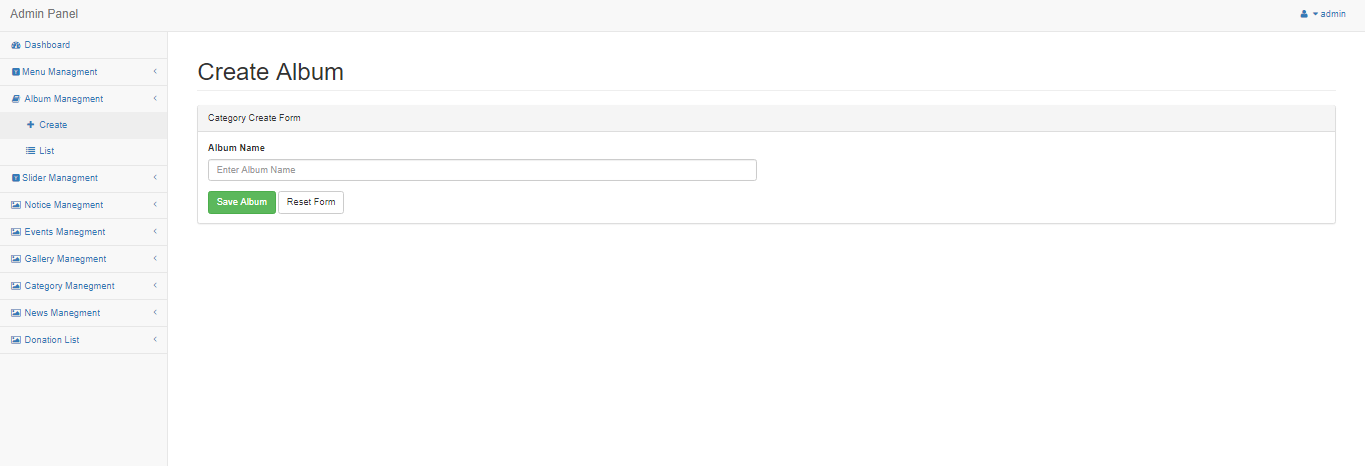 Admin Panel
admin
Dashboard
Menu Managment
Album Manegment
Create
List
Slider Managment
Notice Manegment
Events Manegment
Gallery Manegment
Category Manegment
News Manegment
Donation List
Create Album
Category Create Form
Album Name
Enter Album Name
Save Album Reset Form